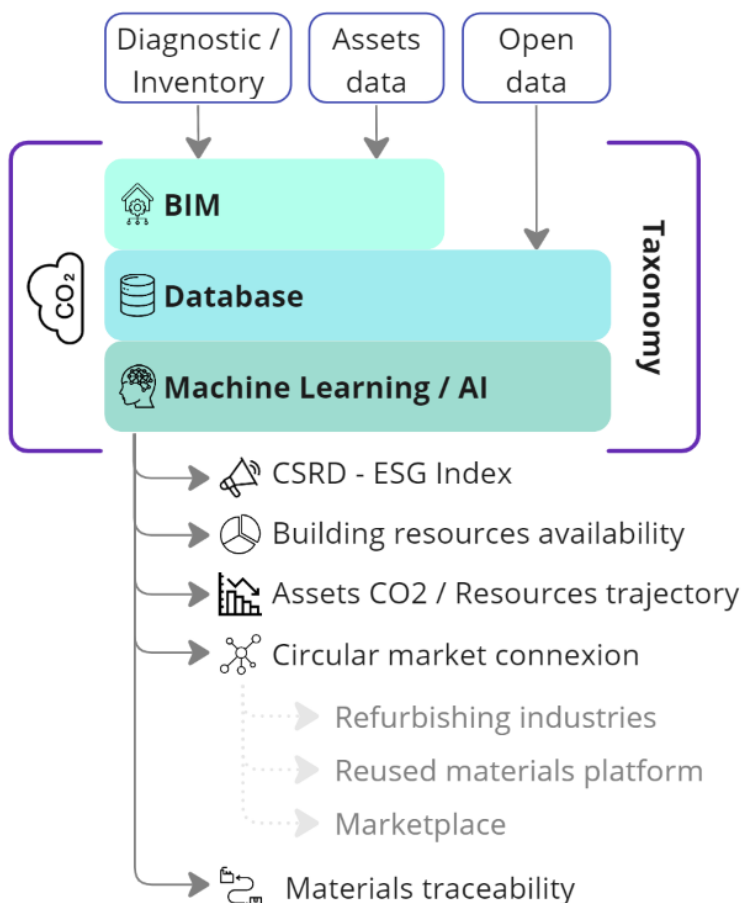 Diagnostic /
Inventory
Assets
data
Open
data
BIM
CO₂
Database
Taxonomy
Machine Learning / AI
CSRD - ESG Index
Building resources availability
Assets CO2 / Resources trajectory
Circular market connexion
Refurbishing industries
Reused materials platform
Marketplace
Materials traceability